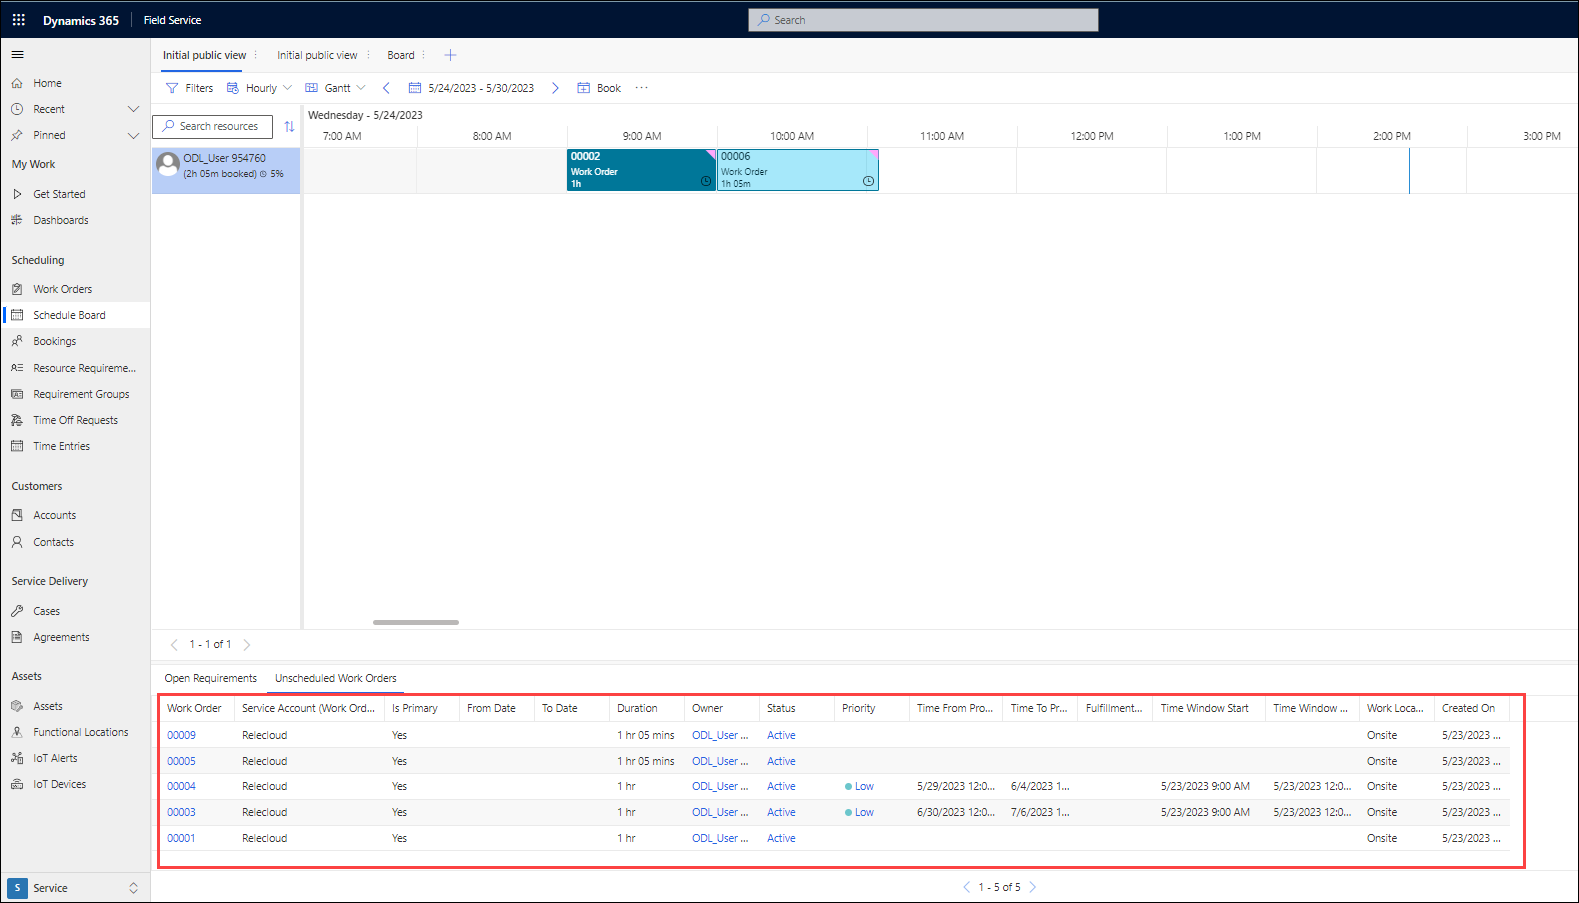 Dynamics 365
Field Service
Search
Initial public view
Initial public view
Board
Home
Recent
Pinned
My Work
Get Started
Dashboards
Scheduling
Work Orders
Schedule Board
Bookings
Resource Requireme...
Requirement Groups
Time Off Requests
Time Entries
Customers
Accounts
Contacts
Service Delivery
Cases
Agreements
Assets
Assets
Functional Locations
IoT Alerts
IoT Devices
S Service
Filters Hourly Gantt 5/24/2023 - 5/30/2023 Book ...
Search resources
Wednesday - 5/24/2023
7:00 AM 8:00 AM 9:00 AM 10:00 AM 11:00 AM 12:00 PM 1:00 PM 2:00 PM 3:00 PM
ODL_User 954760
(2h 05m booked) 5%
00002
Work Order
1h
00006
Work Order
1h 05m
1 - 1 of 1
Open Requirements Unscheduled Work Orders
Work Order Service Account (Work Ord... Is Primary From Date To Date Duration Owner Status Priority Time From Pro... Time To Pr... Fulfillment... Time Window Start Time Window ... Work Loca... Created On
00009 Relecloud Yes 1 hr 05 mins ODL_User ... Active Onsite 5/23/2023 ...
00005 Relecloud Yes 1 hr 05 mins ODL_User ... Active Onsite 5/23/2023 ...
00004 Relecloud Yes 1 hr ODL_User ... Active Low 5/29/2023 12:0... 6/4/2023 1... 5/23/2023 9:00 AM 5/23/2023 12:0... Onsite 5/23/2023 ...
00003 Relecloud Yes 1 hr ODL_User ... Active Low 6/30/2023 12:0... 7/6/2023 1... 5/23/2023 9:00 AM 5/23/2023 12:0... Onsite 5/23/2023 ...
00001 Relecloud Yes 1 hr ODL_User ... Active Onsite 5/23/2023 ...
1 - 5 of 5